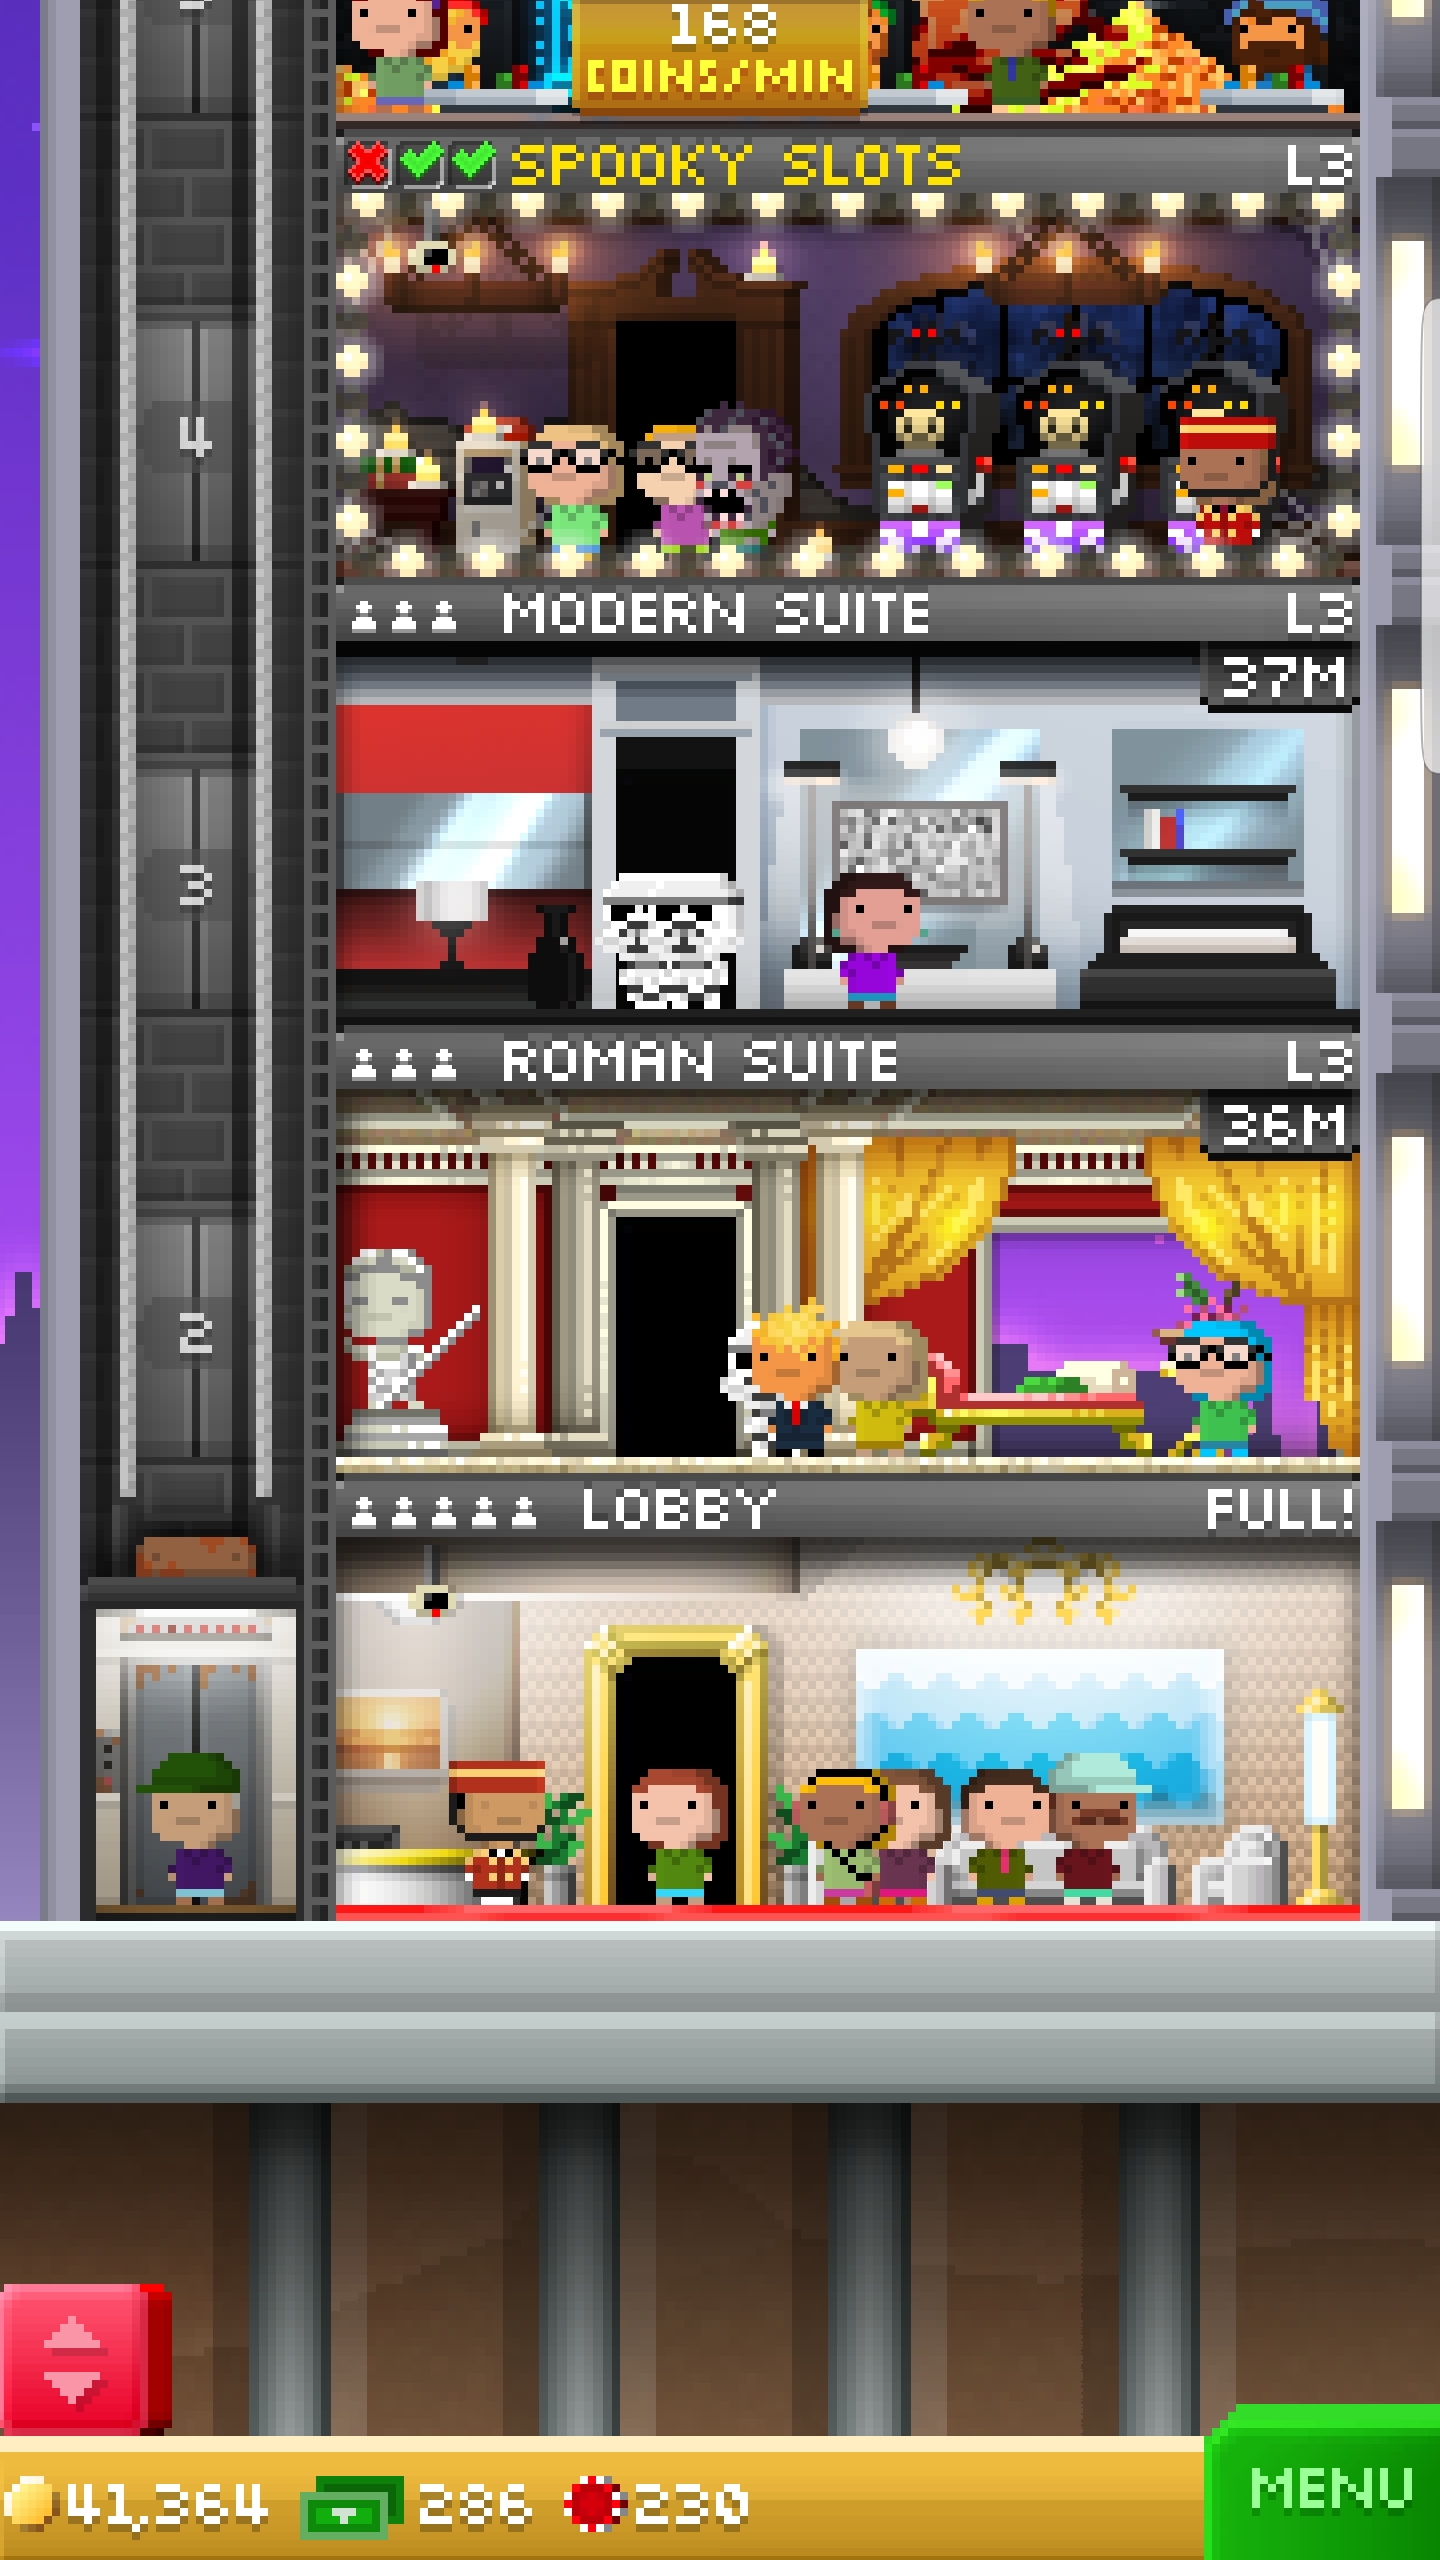 168
COINS/MIN
SPOOKY SLOTS L3
4
MODERN SUITE L3
37M
3
ROMAN SUITE L3
36M
2
LOBBY FULL!
41,364 286 230
MENU